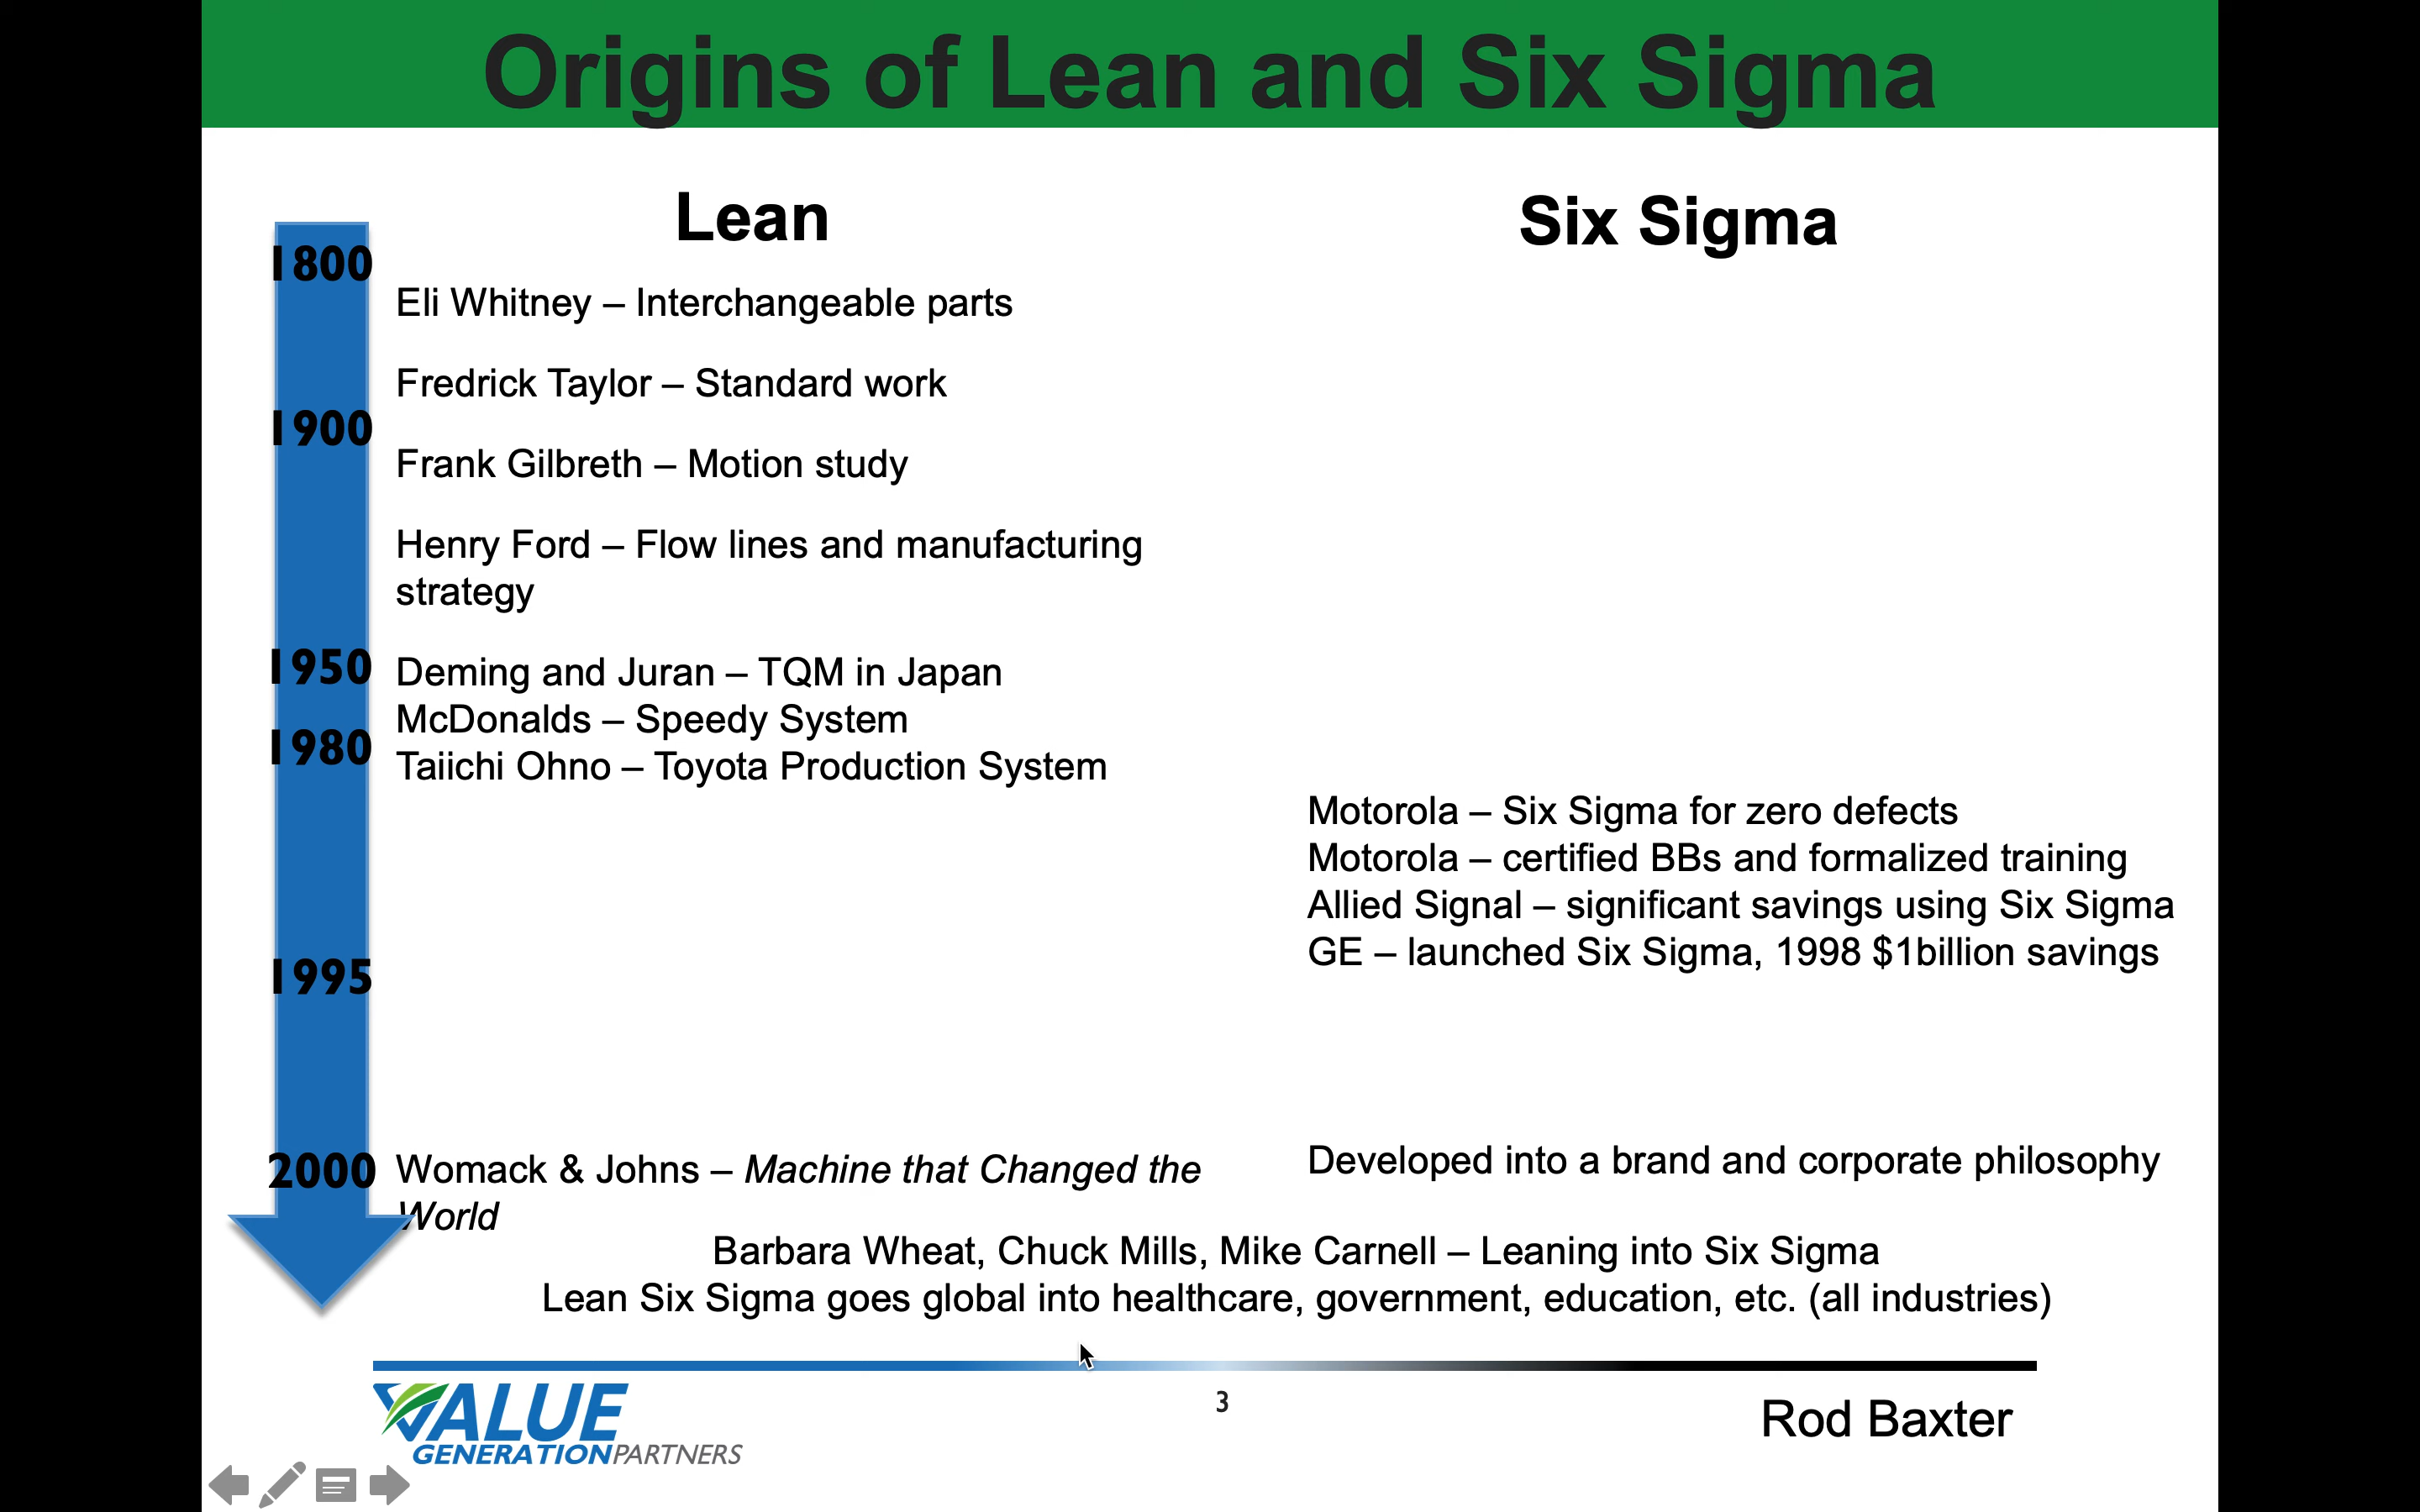 Origins of Lean and Six Sigma
Lean
Six Sigma
1800
Eli Whitney – Interchangeable parts
Fredrick Taylor – Standard work
1900
Frank Gilbreth – Motion study
Henry Ford – Flow lines and manufacturing
strategy
1950
Deming and Juran – TQM in Japan
McDonalds – Speedy System
1980
Taiichi Ohno – Toyota Production System
Motorola – Six Sigma for zero defects
Motorola – certified BBs and formalized training
Allied Signal – significant savings using Six Sigma
GE – launched Six Sigma, 1998 $1billion savings
1995
2000
Womack & Johns – Machine that Changed the
World
Developed into a brand and corporate philosophy
Barbara Wheat, Chuck Mills, Mike Carnell – Leaning into Six Sigma
Lean Six Sigma goes global into healthcare, government, education, etc. (all industries)
VALUE
GENERATIONPARTNERS
3
Rod Baxter